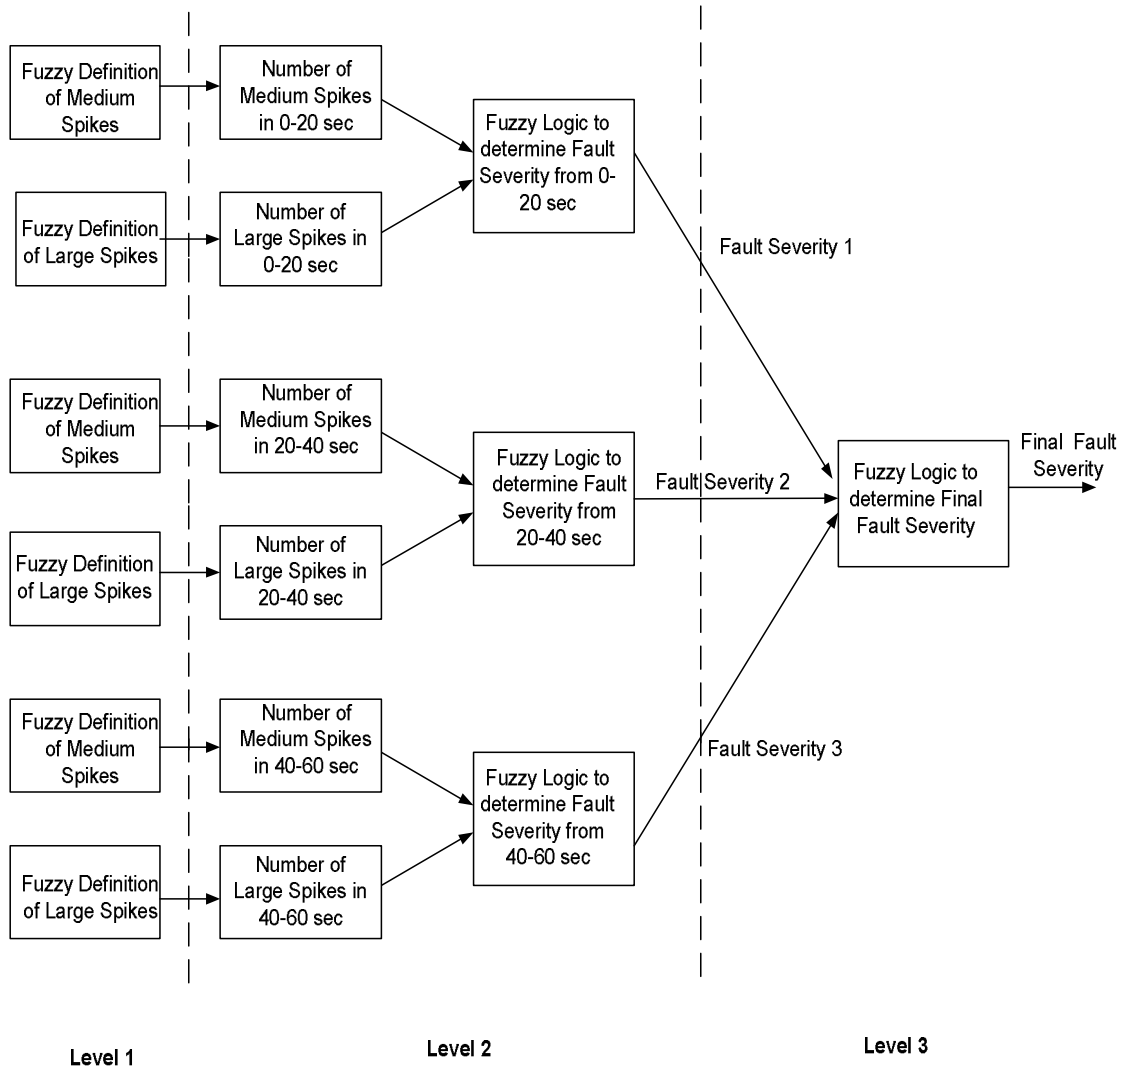 Fuzzy Definition
of Medium
Spikes
Number of
Medium Spikes
in 0-20 sec
Fuzzy Logic to
determine Fault
Severity from 0-
20 sec
Fuzzy Definition
of Large Spikes
Number of
Large Spikes in
0-20 sec
Fault Severity 1
Fuzzy Definition
of Medium
Spikes
Number of
Medium Spikes
in 20-40 sec
Fuzzy Logic to
determine Fault
Severity from
20-40 sec
Fault Severity 2
Fuzzy Logic to
determine Final
Fault Severity
Final Fault
Severity
Fuzzy Definition
of Large Spikes
Number of
Large Spikes in
20-40 sec
Fuzzy Definition
of Medium
Spikes
Number of
Medium Spikes
in 40-60 sec
Fuzzy Logic to
determine Fault
Severity from
40-60 sec
Fault Severity 3
Fuzzy Definition
of Large Spikes
Number of
Large Spikes in
40-60 sec
Level 1
Level 2
Level 3